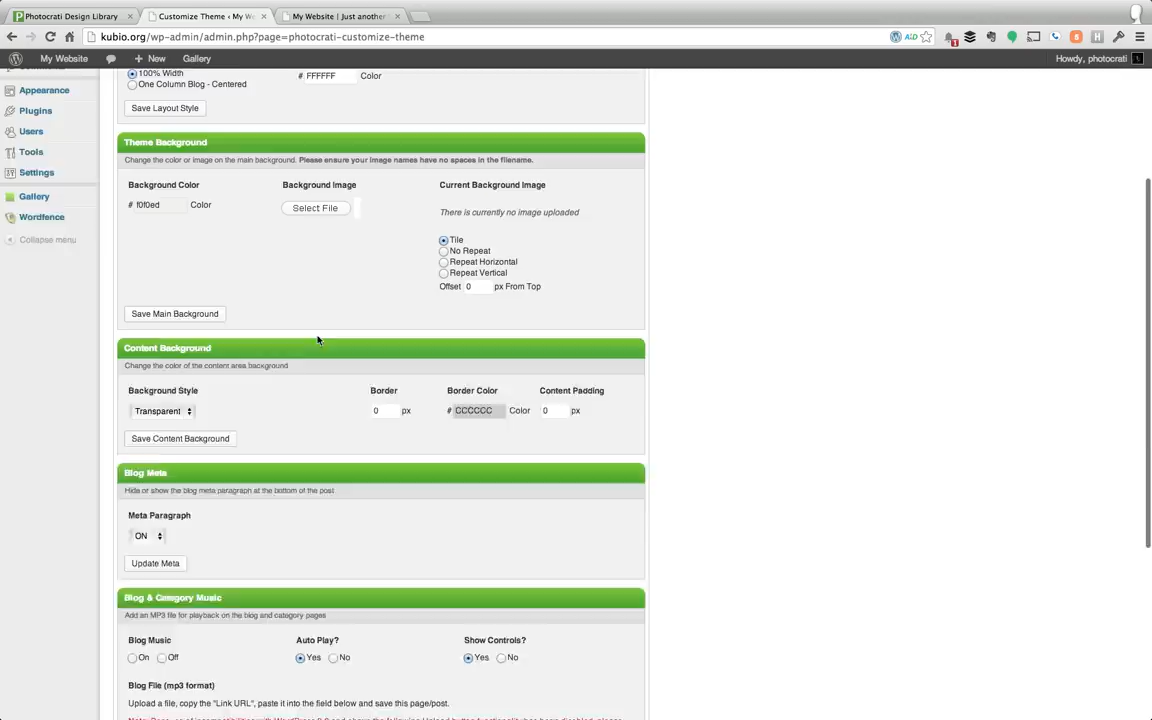 Photocrati Design Library
Customize Theme ‹ My W
My Website | Just another
kubio.org/wp-admin/admin.php?page=photocrati-customize-theme
My Website
New
Gallery
Howdy, photocrati
Appearance
Plugins
Users
Tools
Settings
Gallery
Wordfence
Collapse menu
100% Width
# FFFFFF Color
One Column Blog - Centered
Save Layout Style
Theme Background
Change the color or image on the main background. Please ensure your image names have no spaces in the filename.
Background Color
Background Image
Current Background Image
# f0f0ed Color
Select File
There is currently no image uploaded
Tile
No Repeat
Repeat Horizontal
Repeat Vertical
Offset 0 px From Top
Save Main Background
Content Background
Change the color of the content area background
Background Style
Border
Border Color
Content Padding
Transparent
0 px
# CCCCCC Color
0 px
Save Content Background
Blog Meta
Hide or show the blog meta paragraph at the bottom of the post
Meta Paragraph
ON
Update Meta
Blog & Category Music
Add an MP3 file for playback on the blog and category pages
Blog Music
Auto Play?
Show Controls?
On Off
Yes No
Yes No
Blog File (mp3 format)
Upload a file, copy the "Link URL", paste it into the field below and save this page/post.